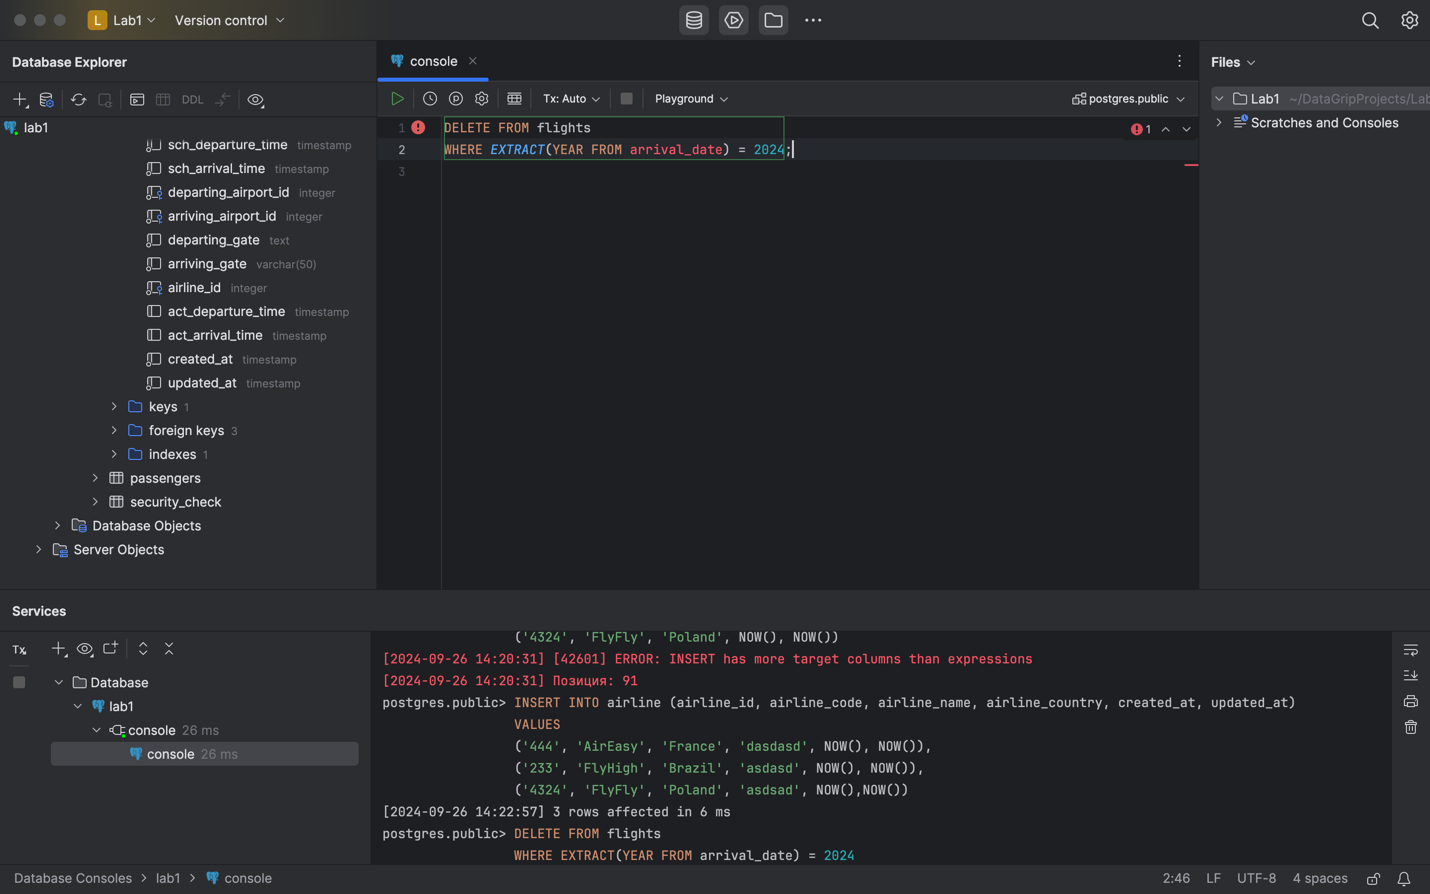 L Lab1 Version control
Database Explorer
console
Files
DDL
Tx: Auto
Playground
postgres.public
Lab1 ~/DataGripProjects/Lab
Scratches and Consoles
lab1
sch_departure_time timestamp
sch_arrival_time timestamp
departing_airport_id integer
arriving_airport_id integer
departing_gate text
arriving_gate varchar(50)
airline_id integer
act_departure_time timestamp
act_arrival_time timestamp
created_at timestamp
updated_at timestamp
keys 1
foreign keys 3
indexes 1
passengers
security_check
Database Objects
Server Objects
1 DELETE FROM flights
1
2 WHERE EXTRACT(YEAR FROM arrival_date) = 2024;
3
Services
Tx
Database
lab1
console 26 ms
console 26 ms
('4324', 'FlyFly', 'Poland', NOW(), NOW())
[2024-09-26 14:20:31] [42601] ERROR: INSERT has more target columns than expressions
[2024-09-26 14:20:31] Позиция: 91
postgres.public> INSERT INTO airline (airline_id, airline_code, airline_name, airline_country, created_at, updated_at)
VALUES
('444', 'AirEasy', 'France', 'dasdasd', NOW(), NOW()),
('233', 'FlyHigh', 'Brazil', 'asdasd', NOW(), NOW()),
('4324', 'FlyFly', 'Poland', 'asdsad', NOW(),NOW())
[2024-09-26 14:22:57] 3 rows affected in 6 ms
postgres.public> DELETE FROM flights
WHERE EXTRACT(YEAR FROM arrival_date) = 2024
Database Consoles > lab1 > console
2:46 LF UTF-8 4 spaces